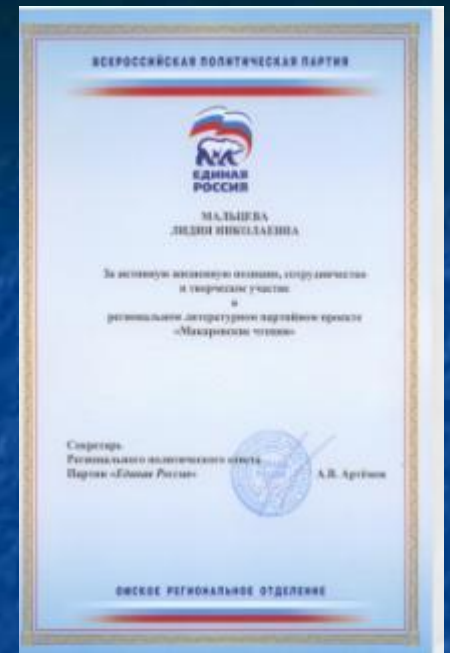 ВСЕРОССИЙСКАЯ ПОЛИТИЧЕСКАЯ ПАРТИЯ
ЕДИНАЯ
РОССИЯ
МАЛЬЦЕВА
ЛИДИЯ НИКОЛАЕВНА
За активную жизненную позицию, сотрудничество
и творческое участие
в
региональном литературном партийном проекте
«Макаровские чтения»
Секретарь
Регионального политического совета
Партии «Единая Россия»
А.В. Артёмов
ОМСКОЕ РЕГИОНАЛЬНОЕ ОТДЕЛЕНИЕ